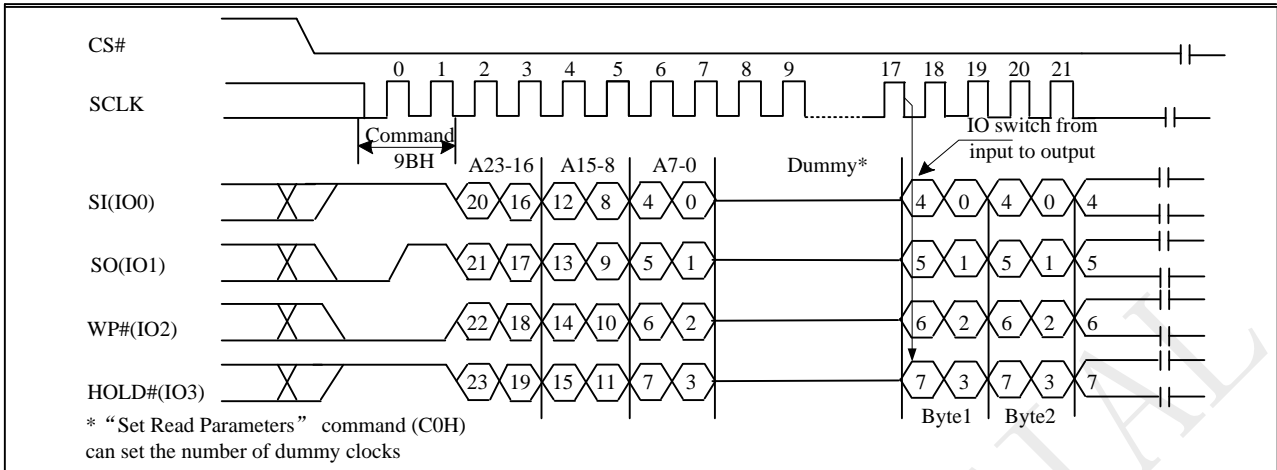 CS#
0 1 2 3 4 5 6 7 8 9 17 18 19 20 21
SCLK
Command
9BH
IO switch from
input to output
A23-16 A15-8 A7-0 Dummy*
SI(IO0) 20 16 12 8 4 0 4 0 4 0 4
SO(IO1) 21 17 13 9 5 1 5 1 5 1 5
WP#(IO2) 22 18 14 10 6 2 6 2 6 2 6
HOLD#(IO3) 23 19 15 11 7 3 7 3 7 3 7
Byte1 Byte2
* “Set Read Parameters” command (C0H)
can set the number of dummy clocks
IAL